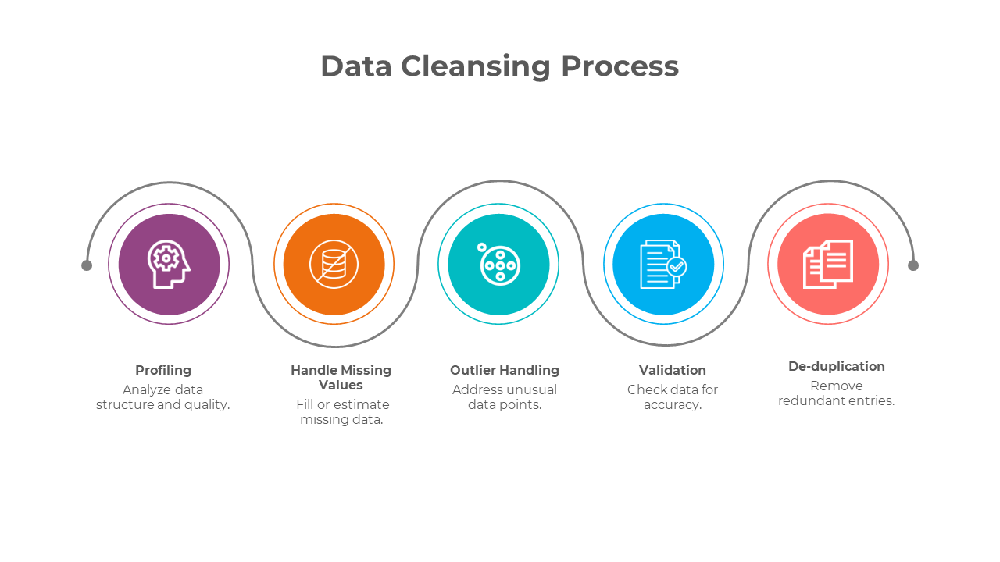 Data Cleansing Process
Profiling
Analyze data
structure and quality.
Handle Missing
Values
Fill or estimate
missing data.
Outlier Handling
Address unusual
data points.
Validation
Check data for
accuracy.
De-duplication
Remove
redundant entries.